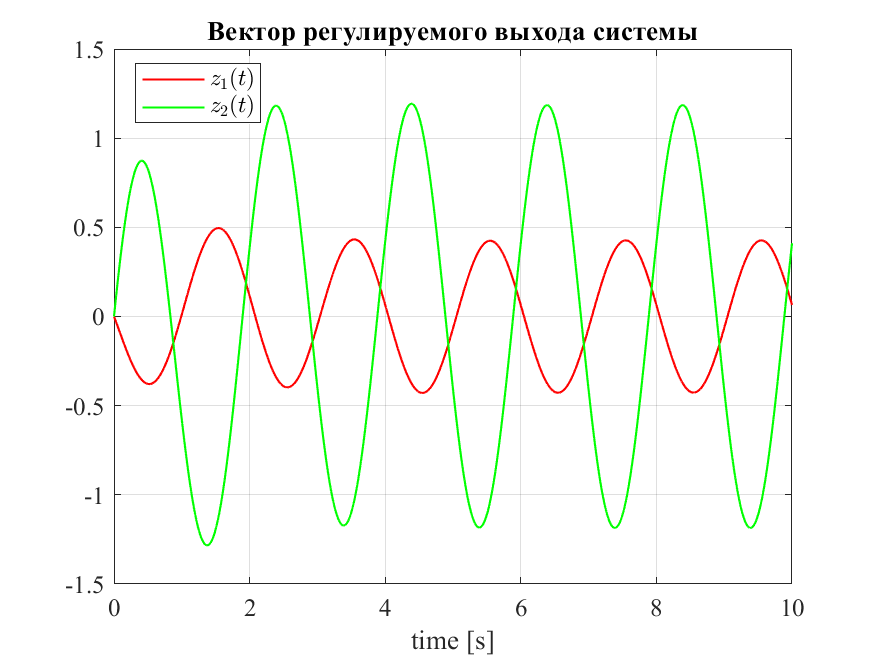 Вектор регулируемого выхода системы
z₁(t)
z₂(t)
1.5
1
0.5
0
-0.5
-1
-1.5
0 2 4 6 8 10
time [s]